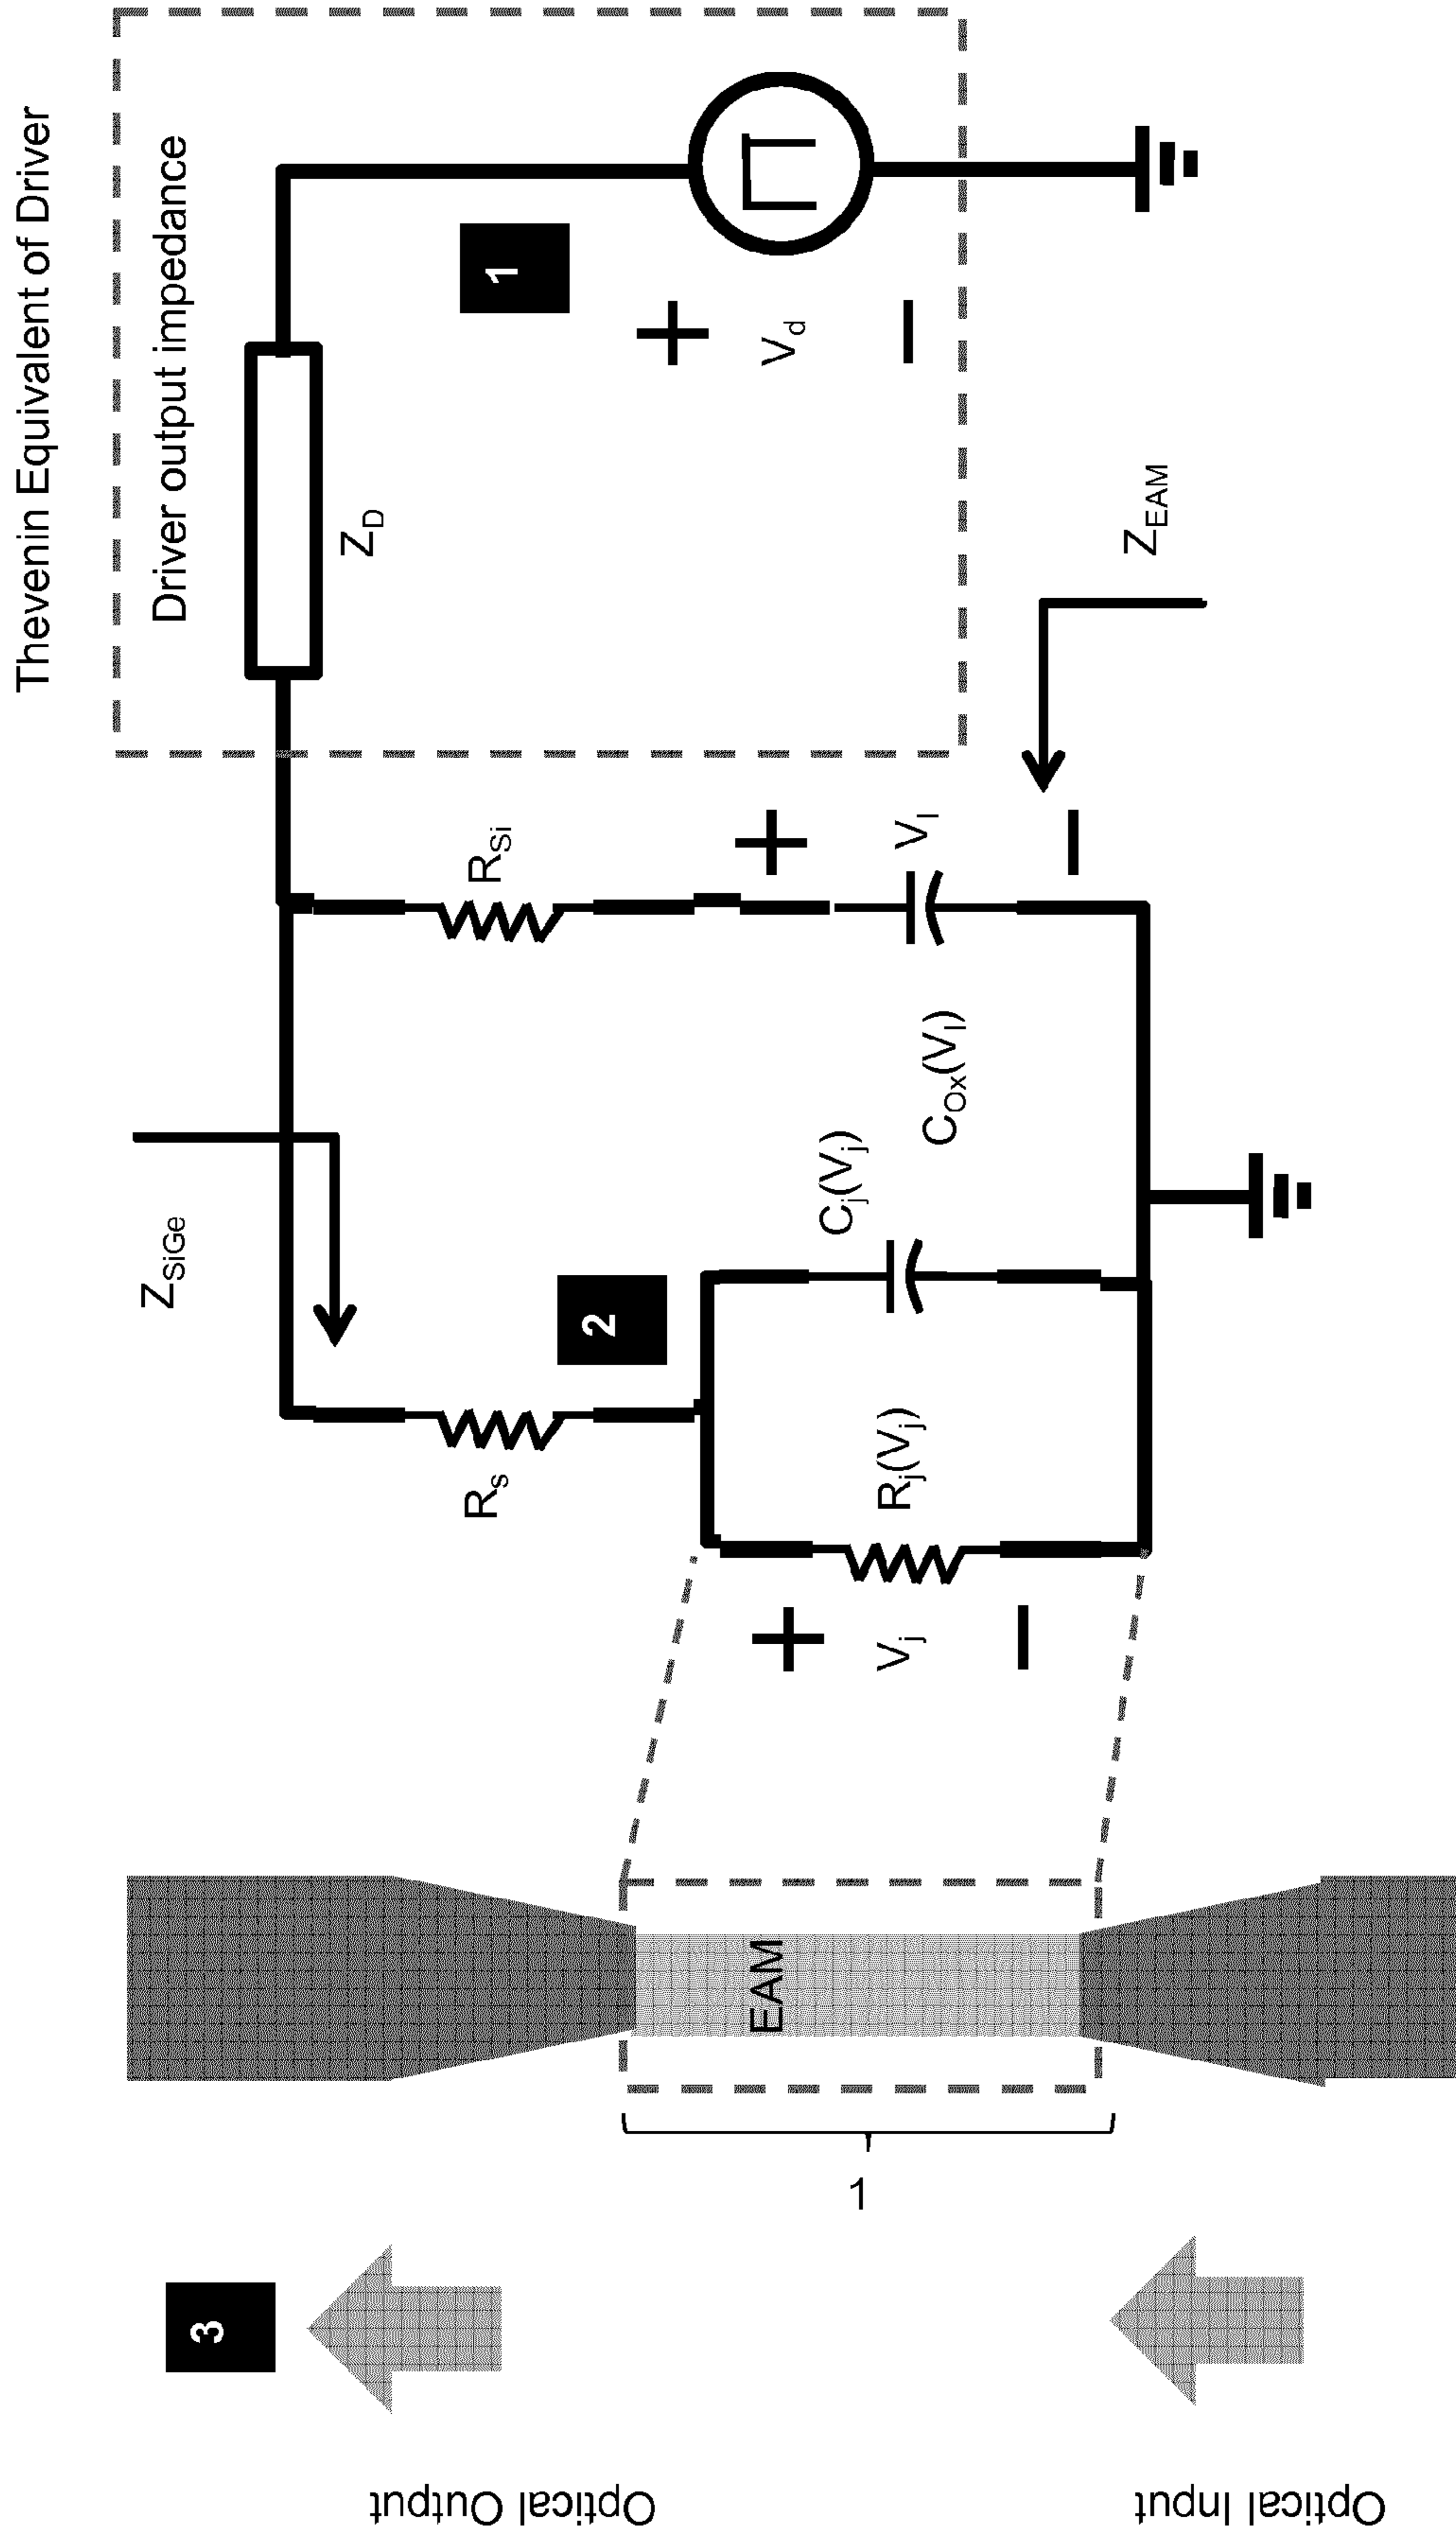 Thevenin Equivalent of Driver
Driver output impedance
Z_D
1
+
V_d
−
Z_SiGe
R_s
2
R_Si
+
V_I
−
C_Ox(V_I)
C_j(V_j)
R_j(V_j)
+
V_j
−
Z_EAM
EAM
1
3
Optical Output
Optical Input